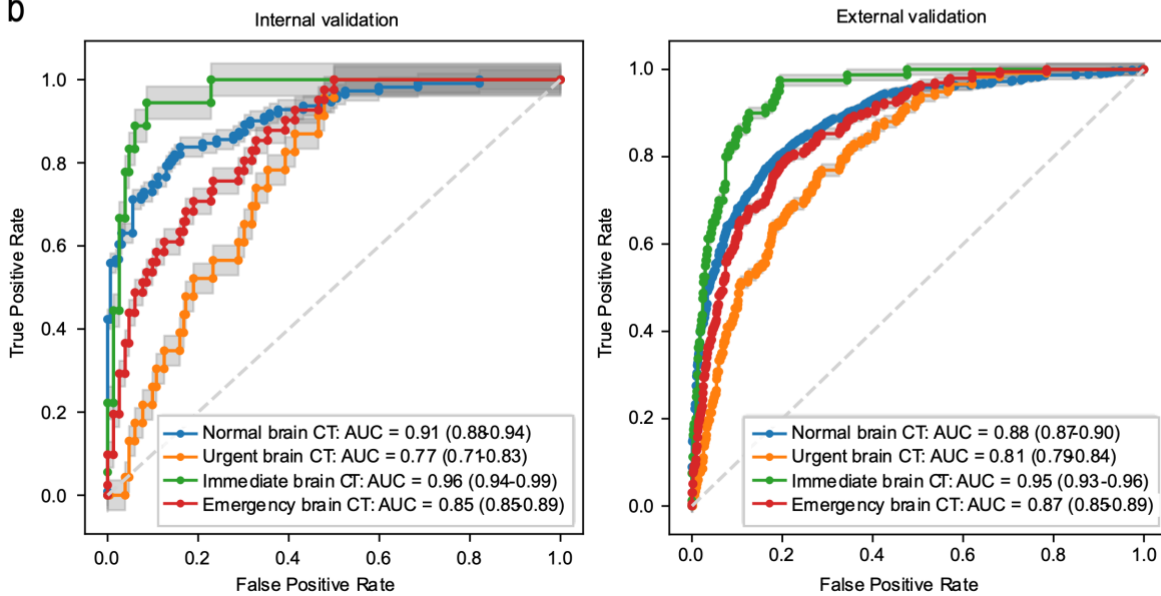 b
Internal validation
True Positive Rate
1.0
0.8
0.6
0.4
0.2
0.0
Normal brain CT: AUC = 0.91 (0.88-0.94)
Urgent brain CT: AUC = 0.77 (0.71-0.83)
Immediate brain CT: AUC = 0.96 (0.94-0.99)
Emergency brain CT: AUC = 0.85 (0.85-0.89)
0.0 0.2 0.4 0.6 0.8 1.0
False Positive Rate
External validation
True Positive Rate
1.0
0.8
0.6
0.4
0.2
0.0
Normal brain CT: AUC = 0.88 (0.87-0.90)
Urgent brain CT: AUC = 0.81 (0.79-0.84)
Immediate brain CT: AUC = 0.95 (0.93-0.96)
Emergency brain CT: AUC = 0.87 (0.85-0.89)
0.0 0.2 0.4 0.6 0.8 1.0
False Positive Rate